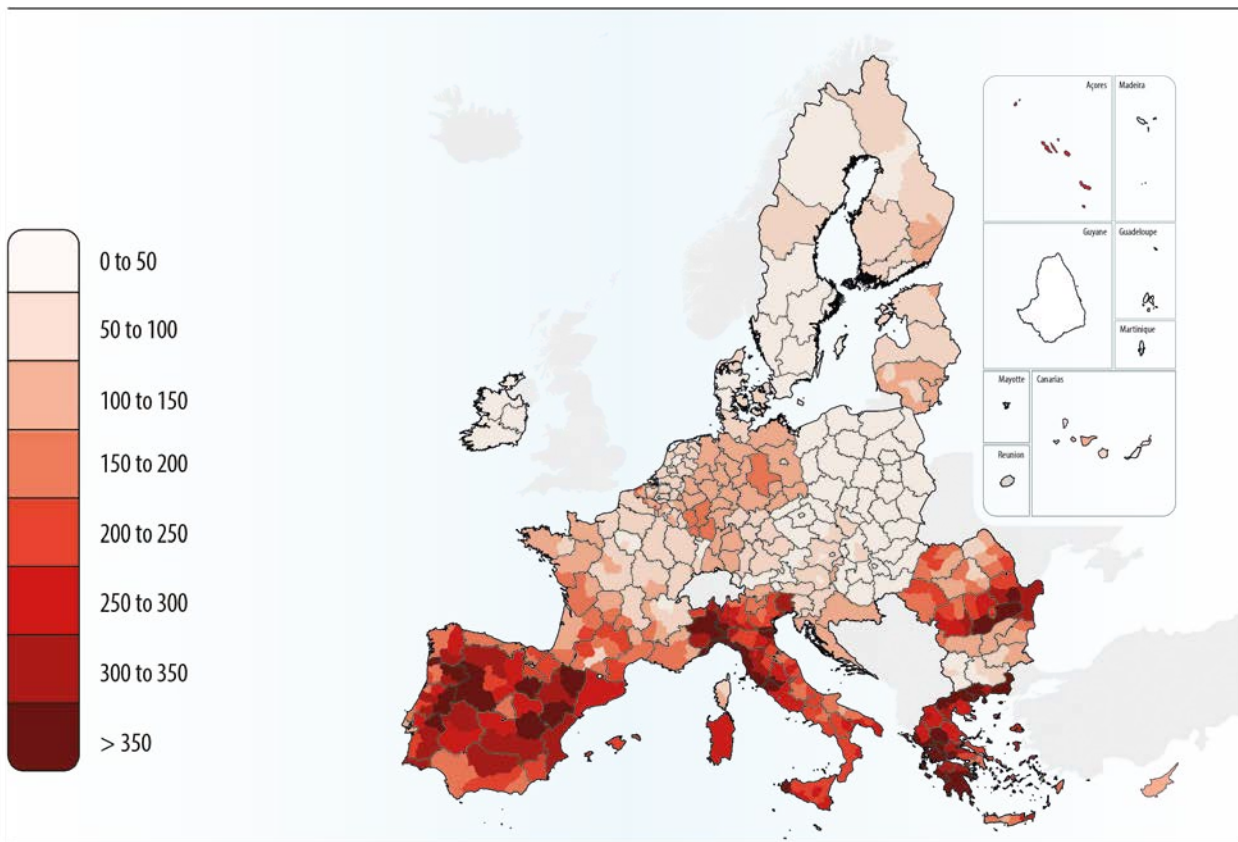 0 to 50
50 to 100
100 to 150
150 to 200
200 to 250
250 to 300
300 to 350
> 350
Açores
Madeira
Guyane
Guadeloupe
Martinique
Mayotte
Canarias
Reunion